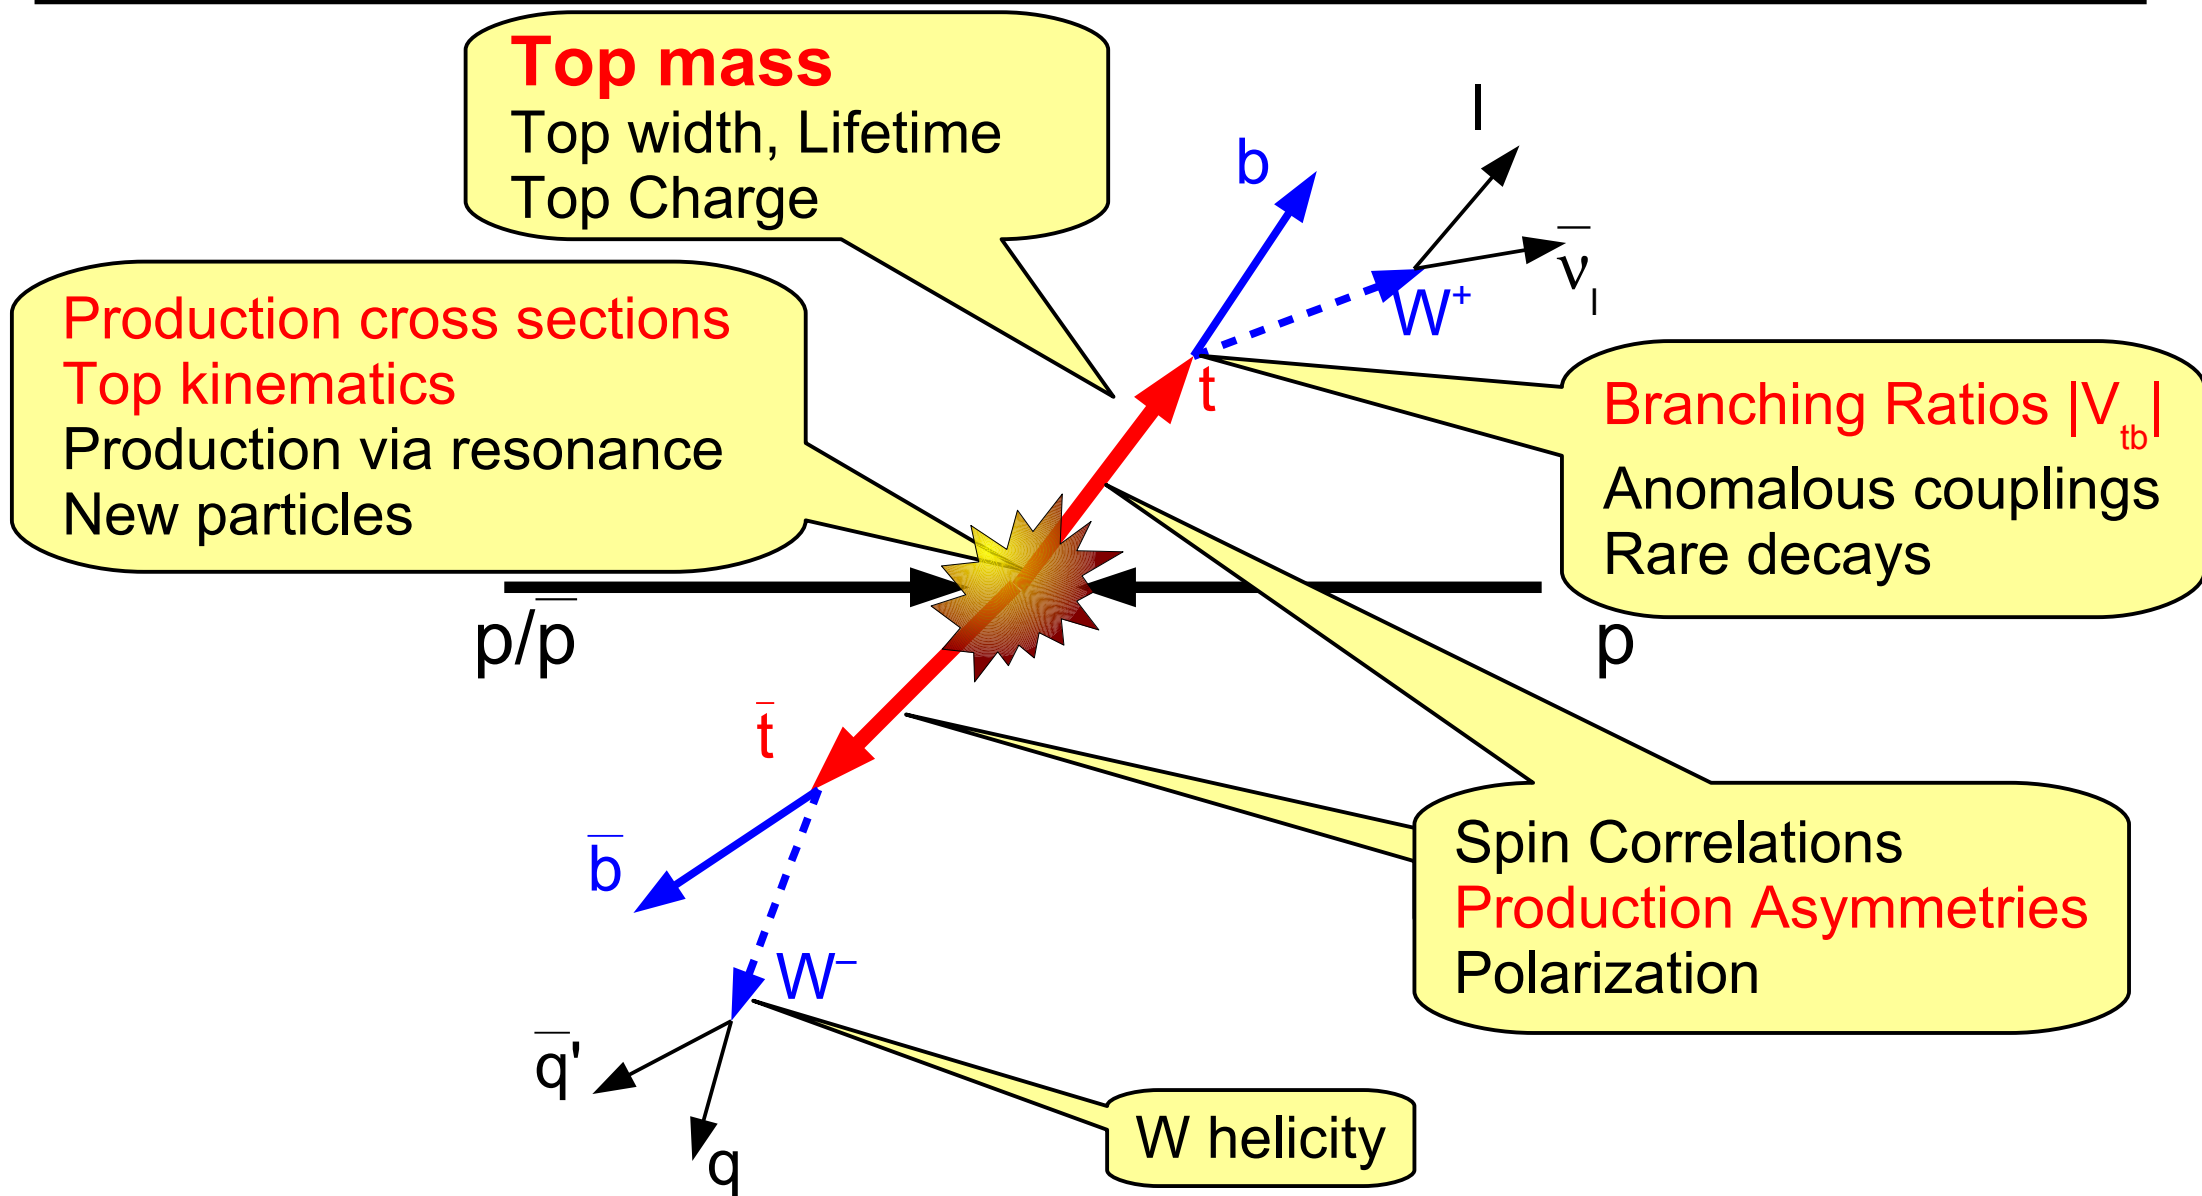 Top mass
Top width, Lifetime
Top Charge
l
b
ν̅ₗ
W⁺
t
Production cross sections
Top kinematics
Production via resonance
New particles
Branching Ratios |V_tb|
Anomalous couplings
Rare decays
p/p̅
p
t̅
b̅
W⁻
Spin Correlations
Production Asymmetries
Polarization
q̅'
q
W helicity